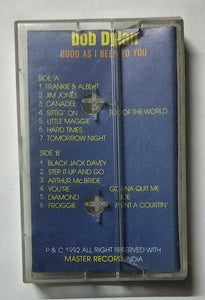 bob Dylan
GOOD AS I BEEN TO YOU
SIDE 'A'
1. FRANKIE & ALBERT
2. JIM JONES
3. CANADEE
4. SITTIG' ON TOP OF THE WORLD
5. LITTLE MAGGIE
6. HARD TIMES
7. TOMORROW NIGHT
SIDE 'B'
1. BLACK JACK DAVEY
2. STEP IT UP AND GO
3. ARTHUR McBRIDE
4. YOU'RE GONNA QUIT ME
5. DIAMOND
6. FROGGIE WENT A COURTIN'
P & C 1992 ALL RIGHT RESERVED WITH
MASTER RECORD INDIA